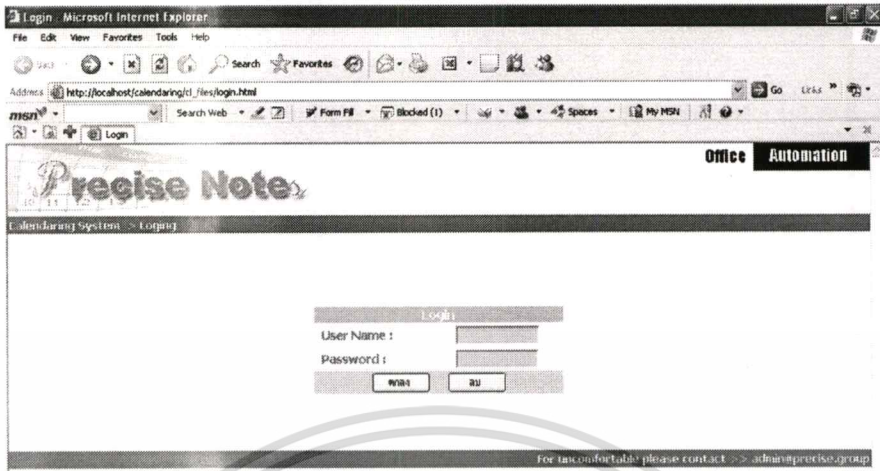 Login - Microsoft Internet Explorer
File Edit View Favorites Tools Help
Back Search Favorites
Address http://localhost/calendaring/cl_files/login.html Go Links »
msn Search Web Form Fill Blocked (1) Spaces My MSN
Login
Office Automation
Precise Note
Calendaring System > Loging
Login
User Name :
Password :
ตกลง ลบ
For uncomfortable please contact >> admin@precise.group